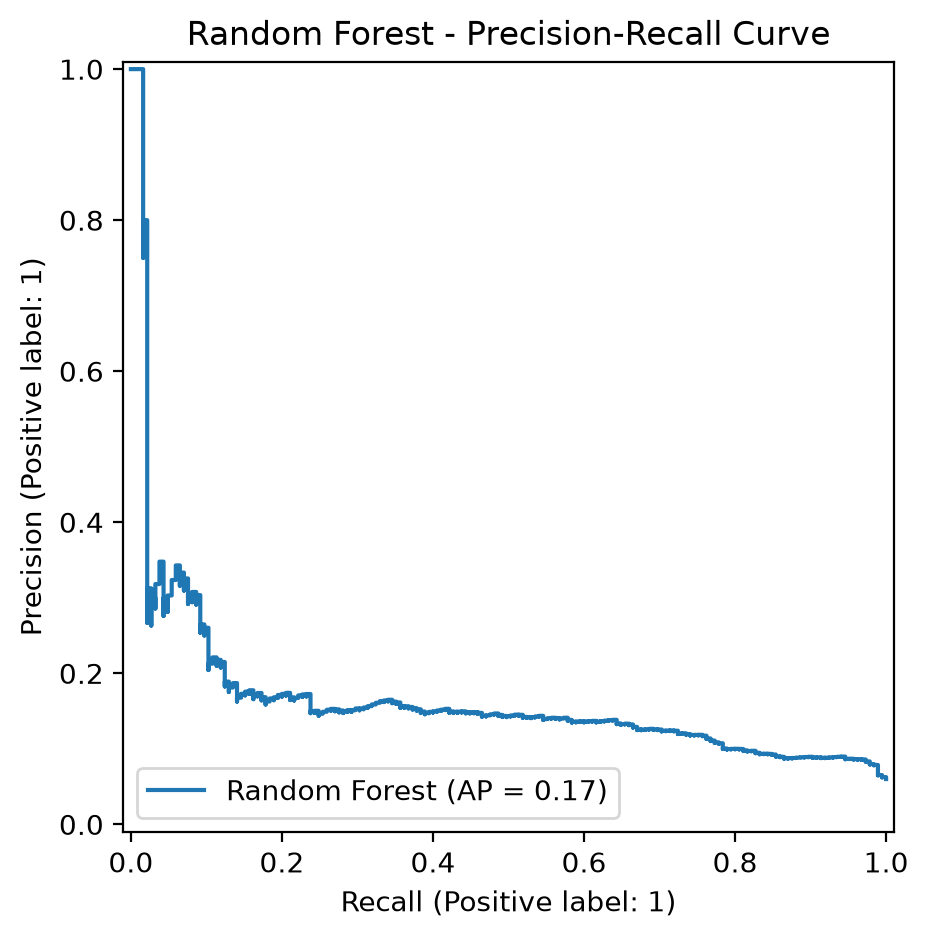 Random Forest - Precision-Recall Curve
Precision (Positive label: 1)
1.0
0.8
0.6
0.4
0.2
0.0
Random Forest (AP = 0.17)
0.0 0.2 0.4 0.6 0.8 1.0
Recall (Positive label: 1)